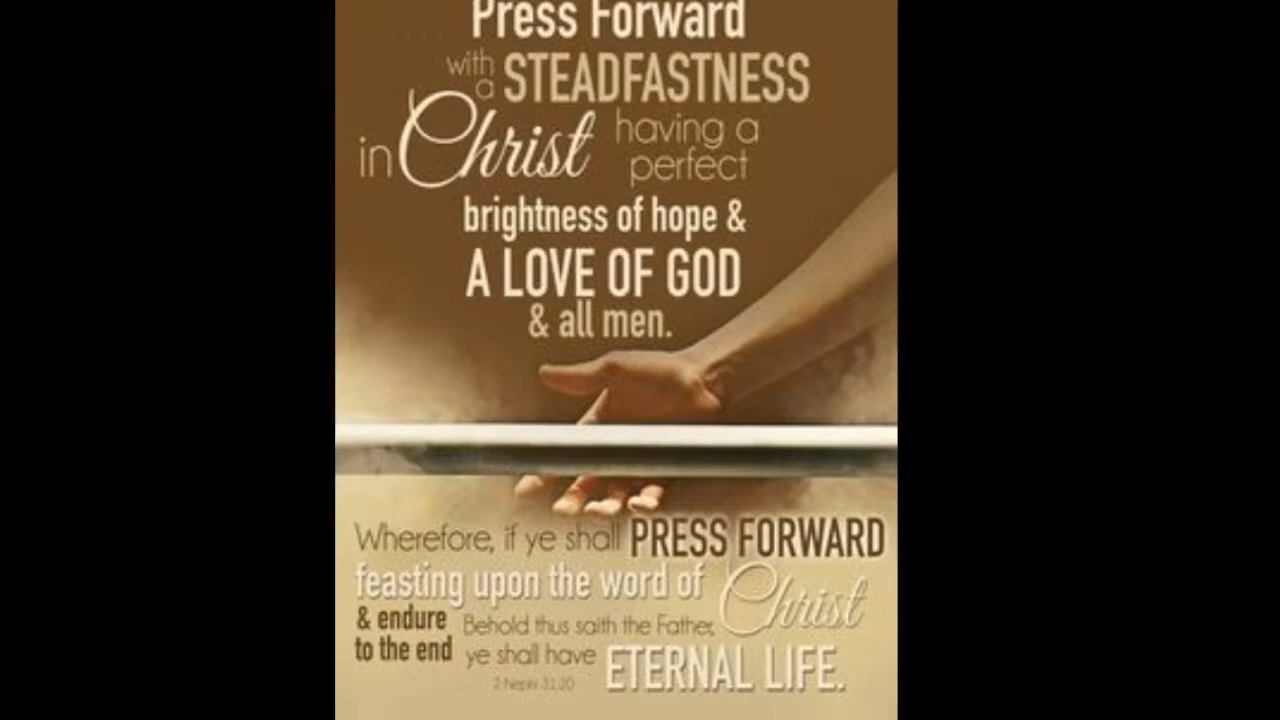 Press Forward
with a STEADFASTNESS
in Christ having a perfect
brightness of hope &
A LOVE OF GOD
& all men.
Wherefore, if ye shall PRESS FORWARD
feasting upon the word of Christ
& endure to the end
Behold thus saith the Father,
ye shall have ETERNAL LIFE.
2 Nephi 31:20